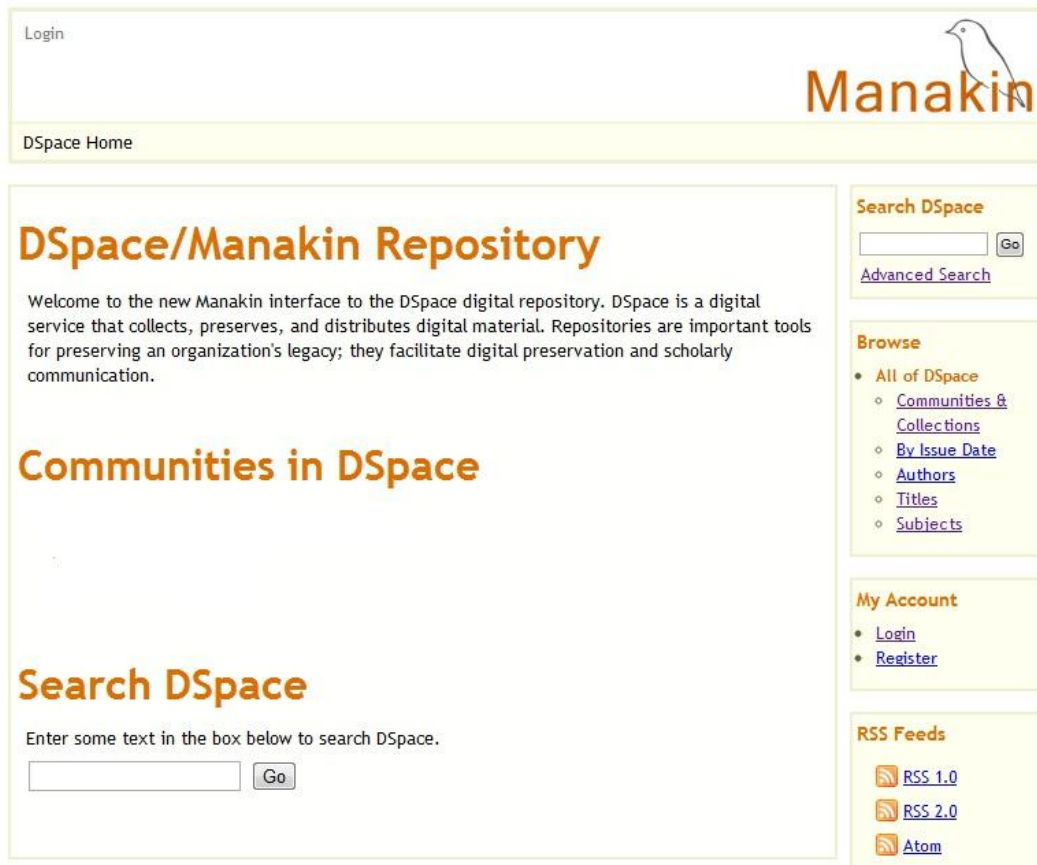 Login
Manakin
DSpace Home
DSpace/Manakin Repository
Welcome to the new Manakin interface to the DSpace digital repository. DSpace is a digital
service that collects, preserves, and distributes digital material. Repositories are important tools
for preserving an organization's legacy; they facilitate digital preservation and scholarly
communication.
Communities in DSpace
Search DSpace
Enter some text in the box below to search DSpace.
Go
Search DSpace
Go
Advanced Search
Browse
All of DSpace
Communities &
Collections
By Issue Date
Authors
Titles
Subjects
My Account
Login
Register
RSS Feeds
RSS 1.0
RSS 2.0
Atom